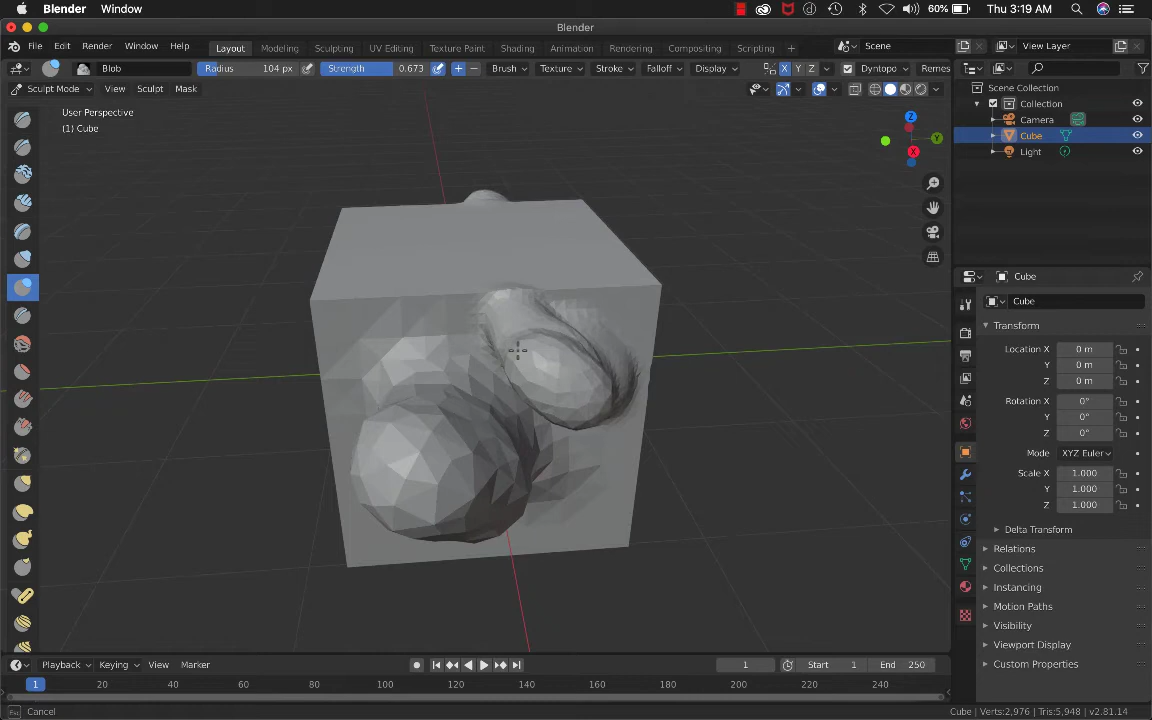 Blender Window 60% Thu 3:19 AM
Blender
File Edit Render Window Help Layout Modeling Sculpting UV Editing Texture Paint Shading Animation Rendering Compositing Scripting + Scene View Layer
Blob Radius 104 px Strength 0.673 + − Brush Texture Stroke Falloff Display X Y Z Dyntopo Remes
Sculpt Mode View Sculpt Mask
Scene Collection
Collection
Camera
Cube
Light
User Perspective
(1) Cube
Z
Y
X
Cube
Cube
Transform
Location X 0 m
Y 0 m
Z 0 m
Rotation X 0°
Y 0°
Z 0°
Mode XYZ Euler
Scale X 1.000
Y 1.000
Z 1.000
Delta Transform
Relations
Collections
Instancing
Motion Paths
Visibility
Viewport Display
Custom Properties
Playback Keying View Marker 1 Start 1 End 250
1 20 40 60 80 100 120 140 160 180 200 220 240
Esc Cancel Cube | Verts:2,976 | Tris:5,948 | v2.81.14